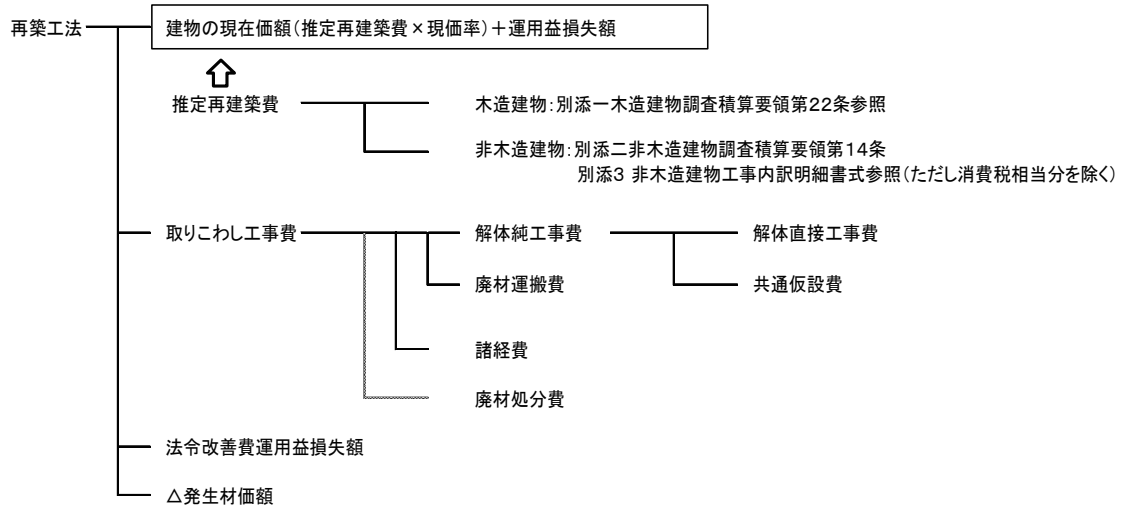 再築工法 建物の現在価額（推定再建築費×現価率）＋運用益損失額
推定再建築費 木造建物：別添一木造建物調査積算要領第２２条参照
非木造建物：別添二非木造建物調査積算要領第１４条
別添３ 非木造建物工事内訳明細書式参照（ただし消費税相当分を除く）
取りこわし工事費 解体純工事費 解体直接工事費
廃材運搬費 共通仮設費
諸経費
廃材処分費
法令改善費運用益損失額
△発生材価額